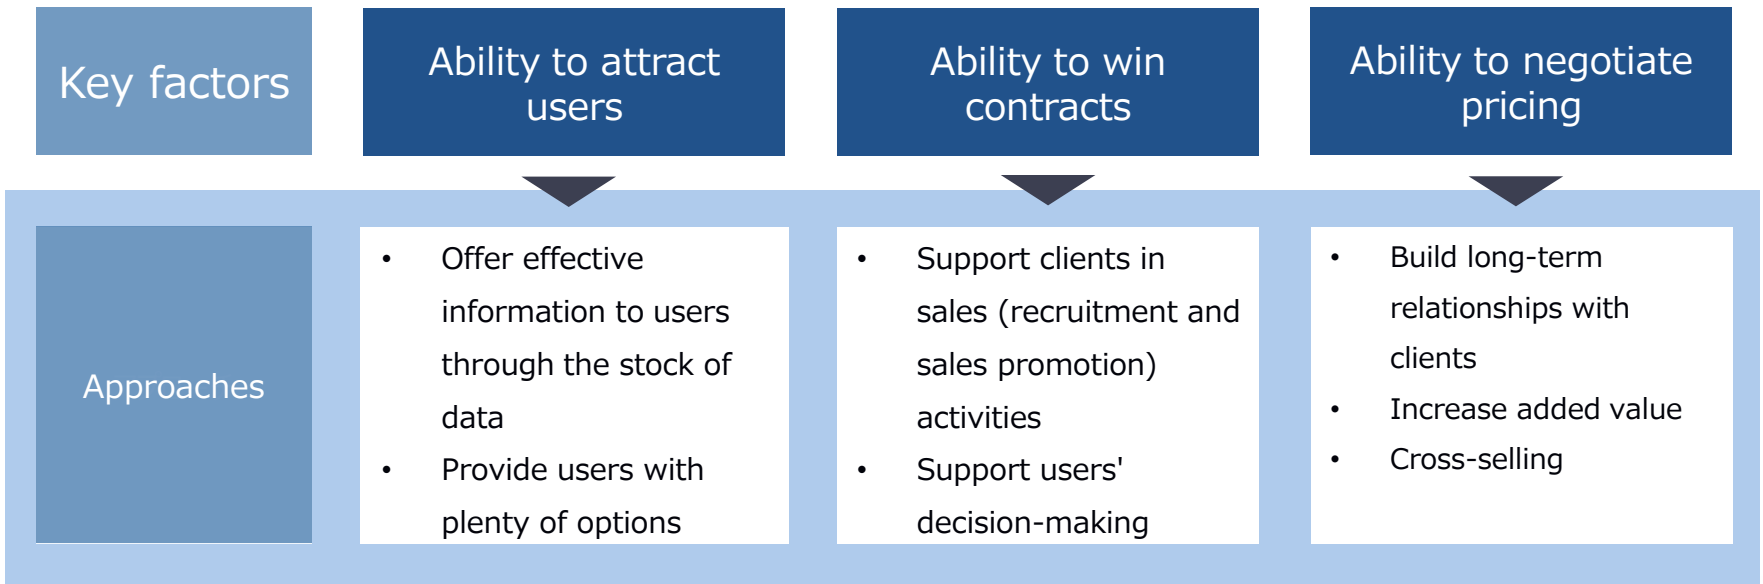 Key factors
Ability to attract
users
Ability to win
contracts
Ability to negotiate
pricing
Approaches
• Offer effective
information to users
through the stock of
data
• Provide users with
plenty of options
• Support clients in
sales (recruitment and
sales promotion)
activities
• Support users'
decision-making
• Build long-term
relationships with
clients
• Increase added value
• Cross-selling